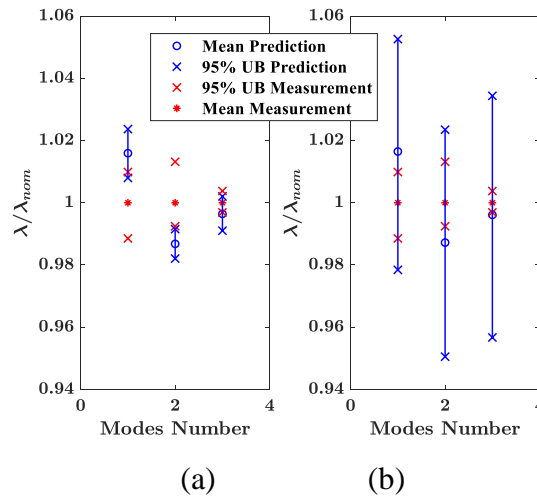 1.06
1.04
1.02
1
0.98
0.96
0.94
λ/λnom
0
2
4
Modes Number
(a)
Mean Prediction
95% UB Prediction
95% UB Measurement
Mean Measurement
1.06
1.04
1.02
1
0.98
0.96
0.94
λ/λnom
0
2
4
Modes Number
(b)